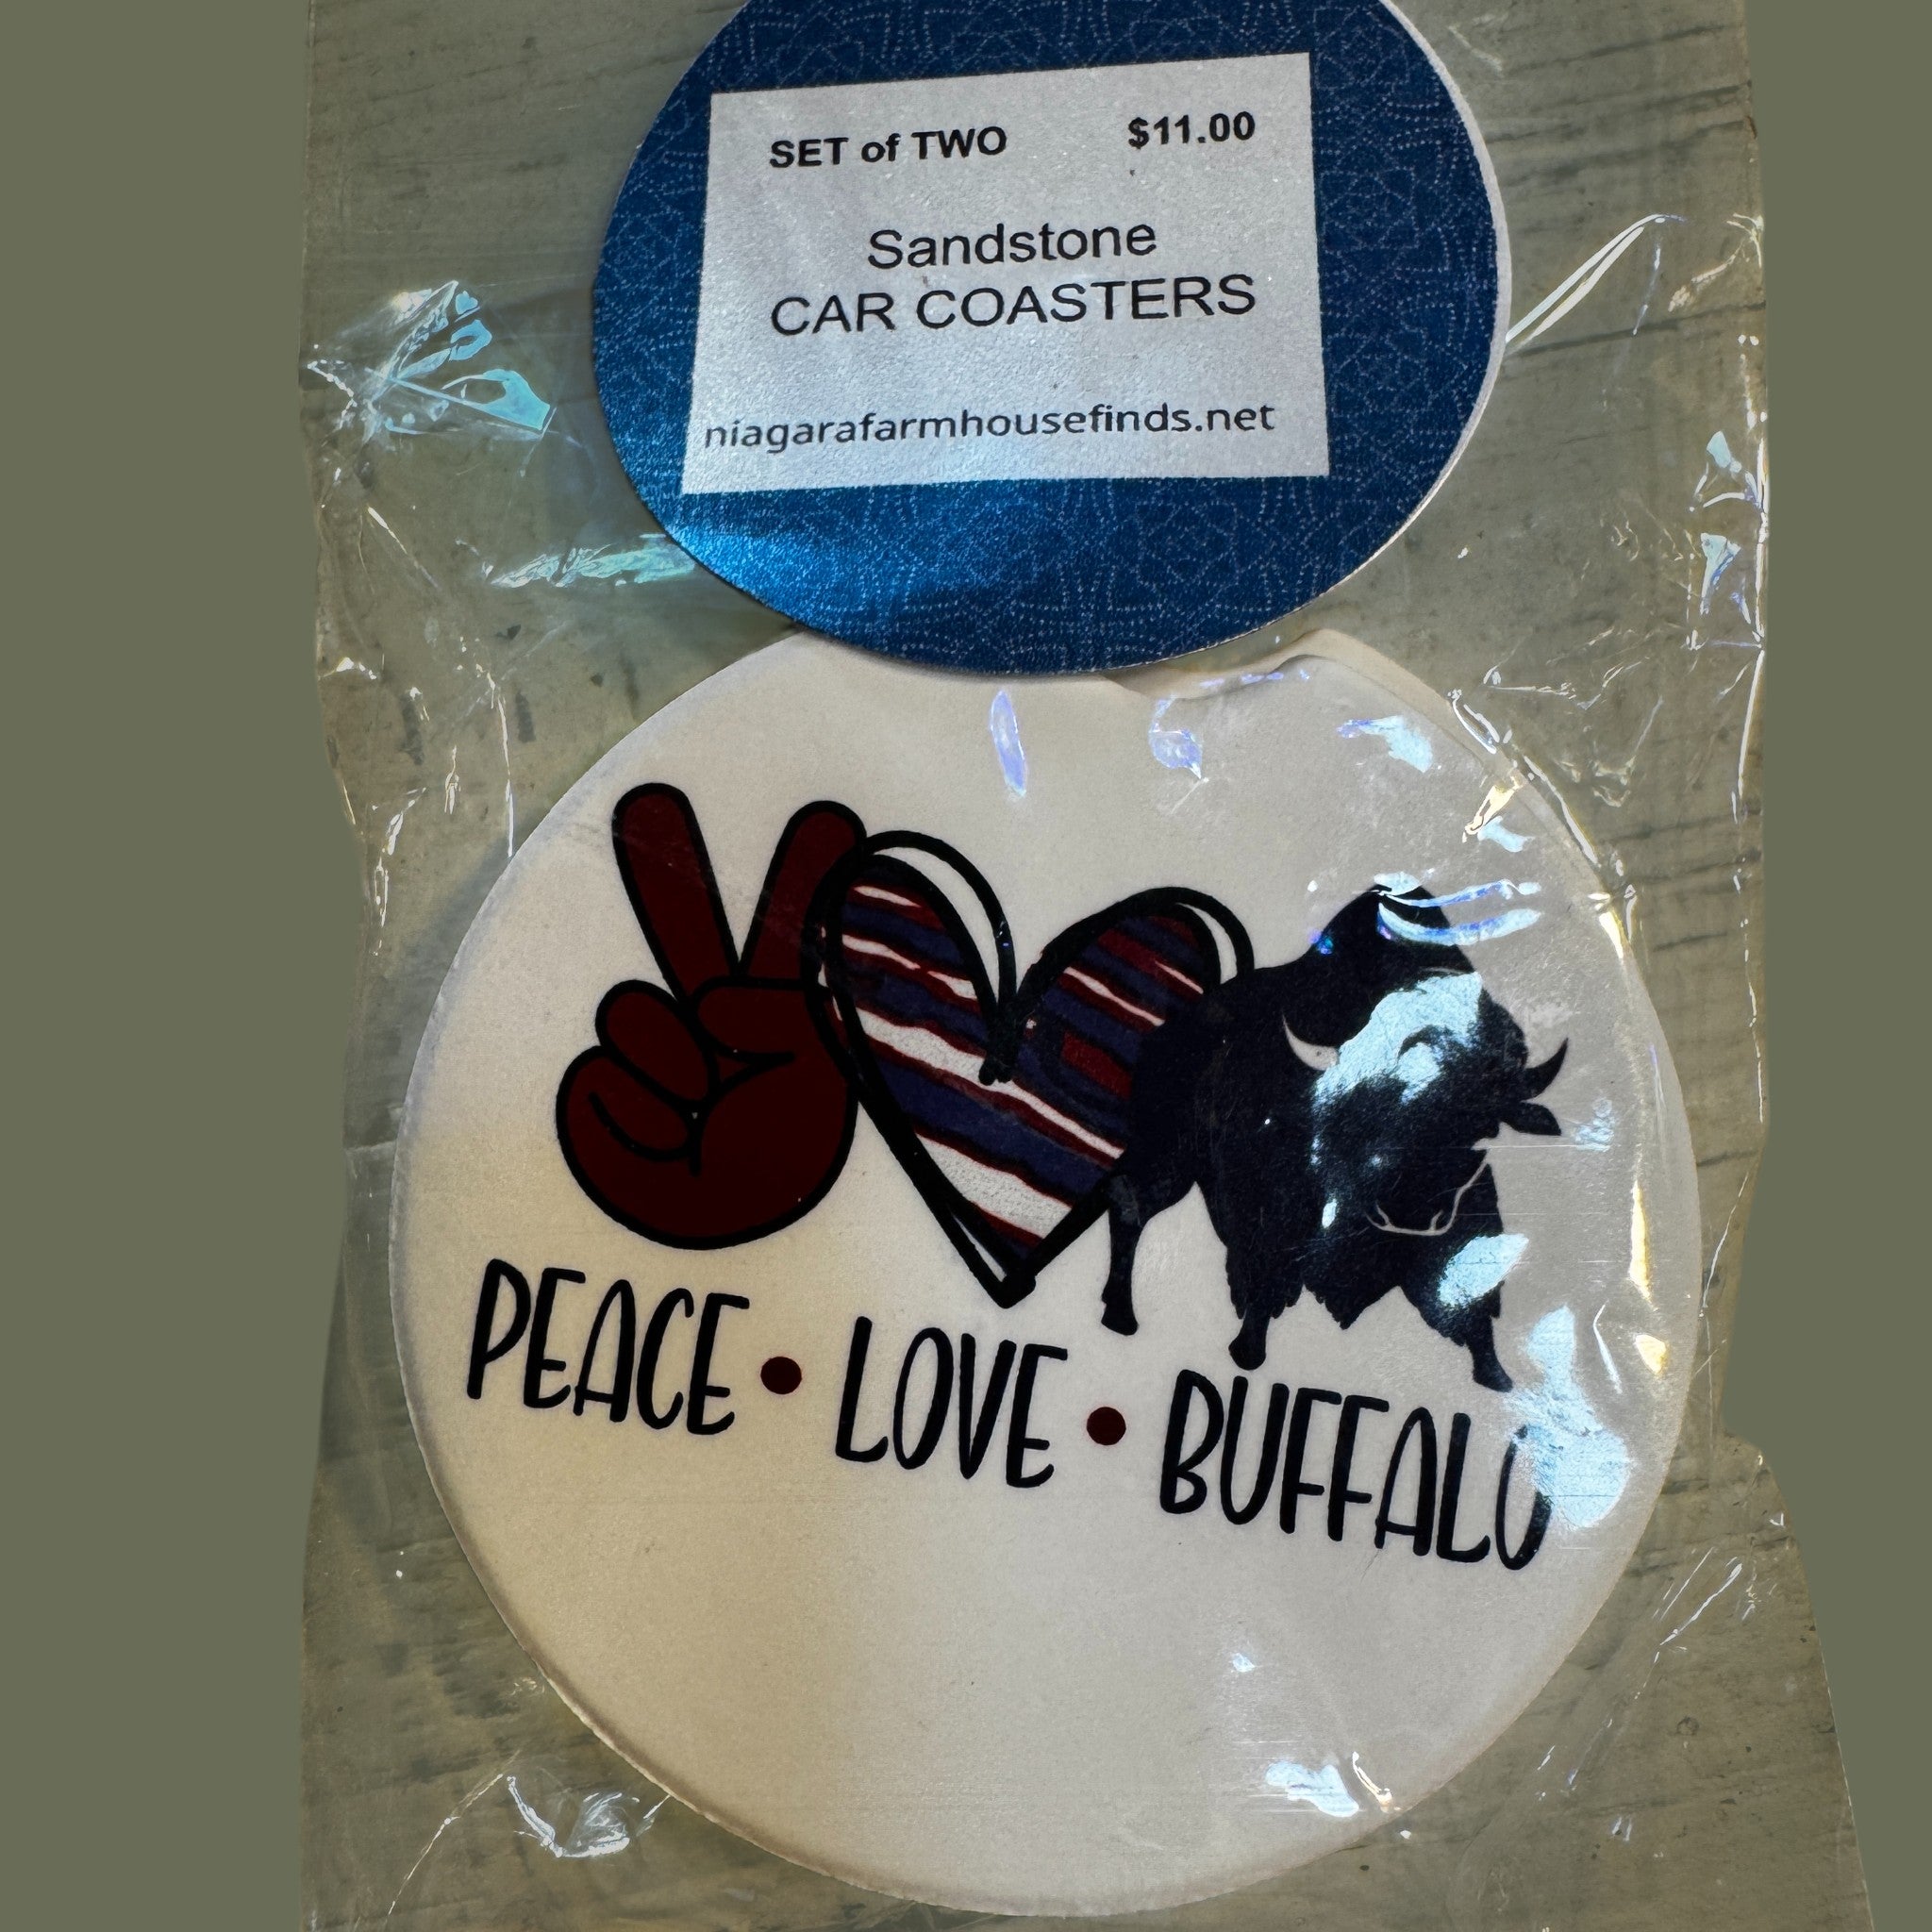 SET of TWO $11.00
Sandstone
CAR COASTERS
niagarafarmhousefinds.net
PEACE • LOVE • BUFFALO